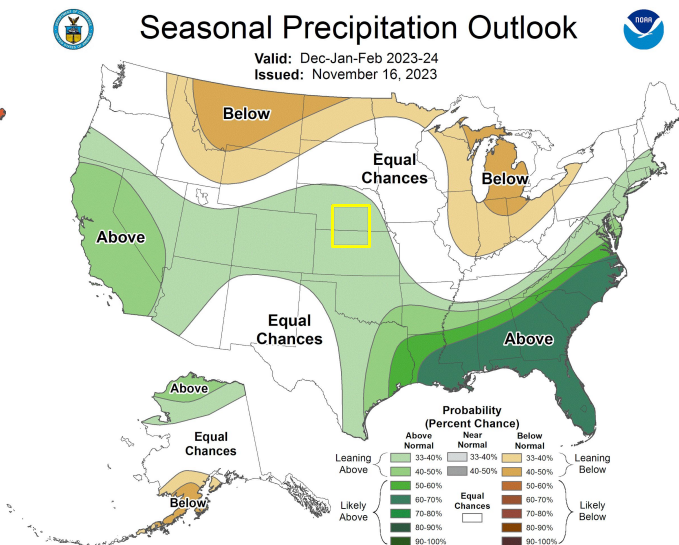 Seasonal Precipitation Outlook
NOAA
Valid: Dec-Jan-Feb 2023-24
Issued: November 16, 2023
Below
Equal
Chances
Below
Above
Equal
Chances
Above
Above
Equal
Chances
Below
Probability
(Percent Chance)
Above
Normal
Near
Normal
Below
Normal
Leaning
Above
33-40%
40-50%
33-40%
40-50%
33-40%
40-50%
Leaning
Below
Likely
Above
50-60%
60-70%
70-80%
80-90%
90-100%
Equal
Chances
50-60%
60-70%
70-80%
80-90%
90-100%
Likely
Below